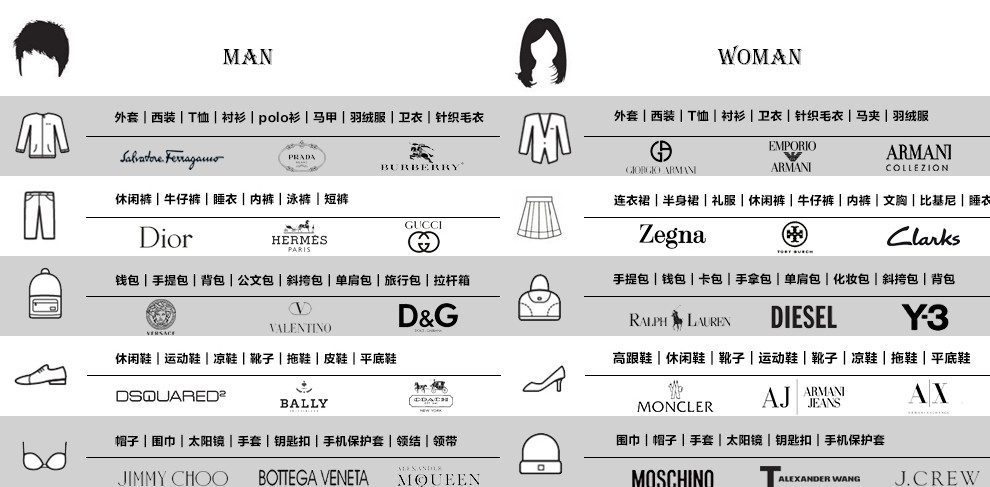 MAN
外套｜西装｜T恤｜衬衫｜polo衫｜马甲｜羽绒服｜卫衣｜针织毛衣
Salvatore Ferragamo
PRADA
BURBERRY
休闲裤｜牛仔裤｜睡衣｜内裤｜泳裤｜短裤
Dior
HERMÈS
PARIS
GUCCI
钱包｜手提包｜背包｜公文包｜斜挎包｜单肩包｜旅行包｜拉杆箱
VERSACE
VALENTINO
D&G
休闲鞋｜运动鞋｜凉鞋｜靴子｜拖鞋｜皮鞋｜平底鞋
DSQUARED2
BALLY
COACH
NEW YORK
帽子｜围巾｜太阳镜｜手套｜钥匙扣｜手机保护套｜领结｜领带
JIMMY CHOO
BOTTEGA VENETA
ALEXANDER
MCQUEEN
WOMAN
外套｜西装｜T恤｜衬衫｜卫衣｜针织毛衣｜马夹｜羽绒服
GIORGIO ARMANI
EMPORIO
ARMANI
ARMANI
COLLEZIONI
连衣裙｜半身裙｜礼服｜休闲裤｜牛仔裤｜内裤｜文胸｜比基尼｜睡衣
Zegna
TORY BURCH
Clarks
手提包｜钱包｜卡包｜手拿包｜单肩包｜化妆包｜斜挎包｜背包
RALPH LAUREN
DIESEL
Y-3
高跟鞋｜休闲鞋｜靴子｜运动鞋｜靴子｜凉鞋｜拖鞋｜平底鞋
MONCLER
AJ ARMANI
JEANS
A|X
ARMANI EXCHANGE
围巾｜帽子｜手套｜太阳镜｜钥匙扣｜手机保护套
MOSCHINO
T ALEXANDER WANG
J.CREW